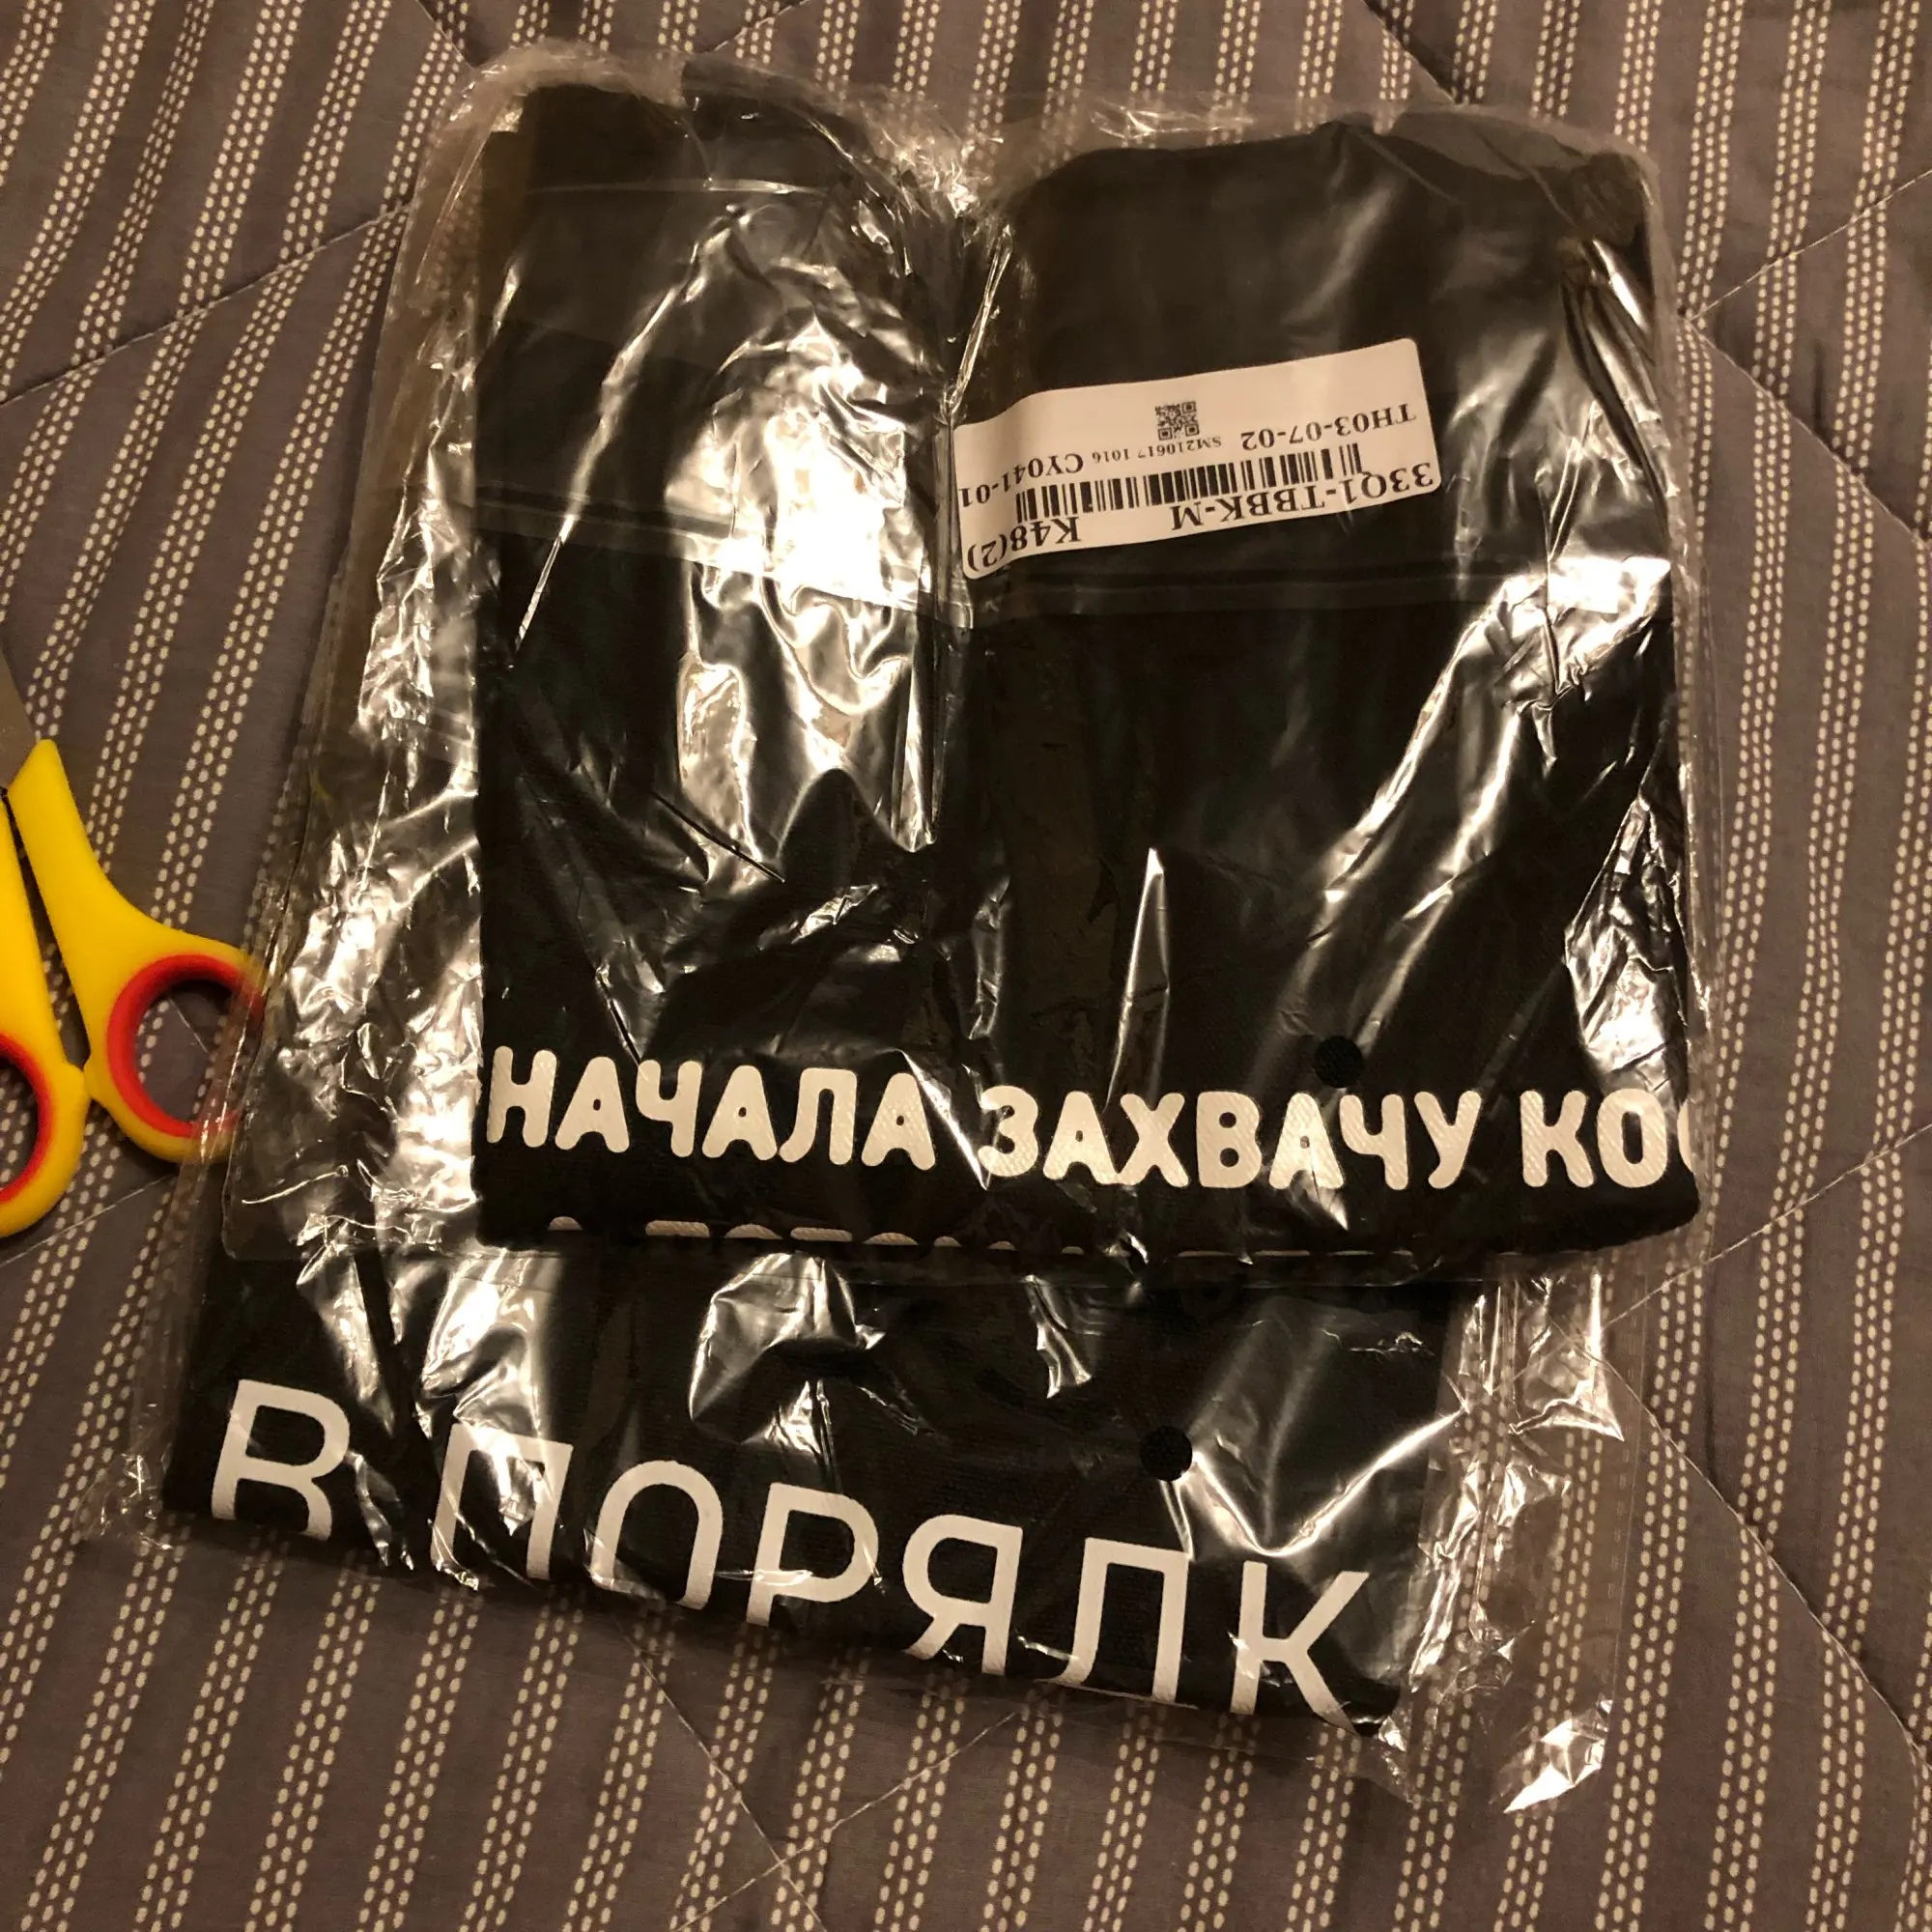 33Q1-TBBK-M K48(2)
TH03-07-02 SM210617 1016 CY041-01
НАЧАЛА ЗАХВАЧУ КО
В ПОРЯДК